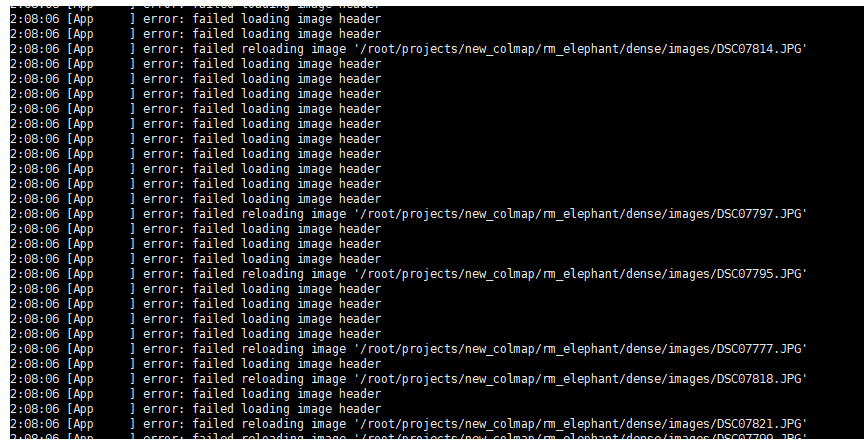 2:08:06 [App     ] error: failed loading image header
2:08:06 [App     ] error: failed loading image header
2:08:06 [App     ] error: failed loading image header
2:08:06 [App     ] error: failed reloading image '/root/projects/new_colmap/rm_elephant/dense/images/DSC07814.JPG'
2:08:06 [App     ] error: failed loading image header
2:08:06 [App     ] error: failed loading image header
2:08:06 [App     ] error: failed loading image header
2:08:06 [App     ] error: failed loading image header
2:08:06 [App     ] error: failed loading image header
2:08:06 [App     ] error: failed loading image header
2:08:06 [App     ] error: failed loading image header
2:08:06 [App     ] error: failed loading image header
2:08:06 [App     ] error: failed loading image header
2:08:06 [App     ] error: failed loading image header
2:08:06 [App     ] error: failed reloading image '/root/projects/new_colmap/rm_elephant/dense/images/DSC07797.JPG'
2:08:06 [App     ] error: failed loading image header
2:08:06 [App     ] error: failed loading image header
2:08:06 [App     ] error: failed loading image header
2:08:06 [App     ] error: failed reloading image '/root/projects/new_colmap/rm_elephant/dense/images/DSC07795.JPG'
2:08:06 [App     ] error: failed loading image header
2:08:06 [App     ] error: failed loading image header
2:08:06 [App     ] error: failed loading image header
2:08:06 [App     ] error: failed loading image header
2:08:06 [App     ] error: failed reloading image '/root/projects/new_colmap/rm_elephant/dense/images/DSC07777.JPG'
2:08:06 [App     ] error: failed loading image header
2:08:06 [App     ] error: failed reloading image '/root/projects/new_colmap/rm_elephant/dense/images/DSC07818.JPG'
2:08:06 [App     ] error: failed loading image header
2:08:06 [App     ] error: failed loading image header
2:08:06 [App     ] error: failed reloading image '/root/projects/new_colmap/rm_elephant/dense/images/DSC07821.JPG'
2:08:06 [App     ] error: failed reloading image '/root/projects/new_colmap/rm_elephant/dense/images/DSC07799.JPG'